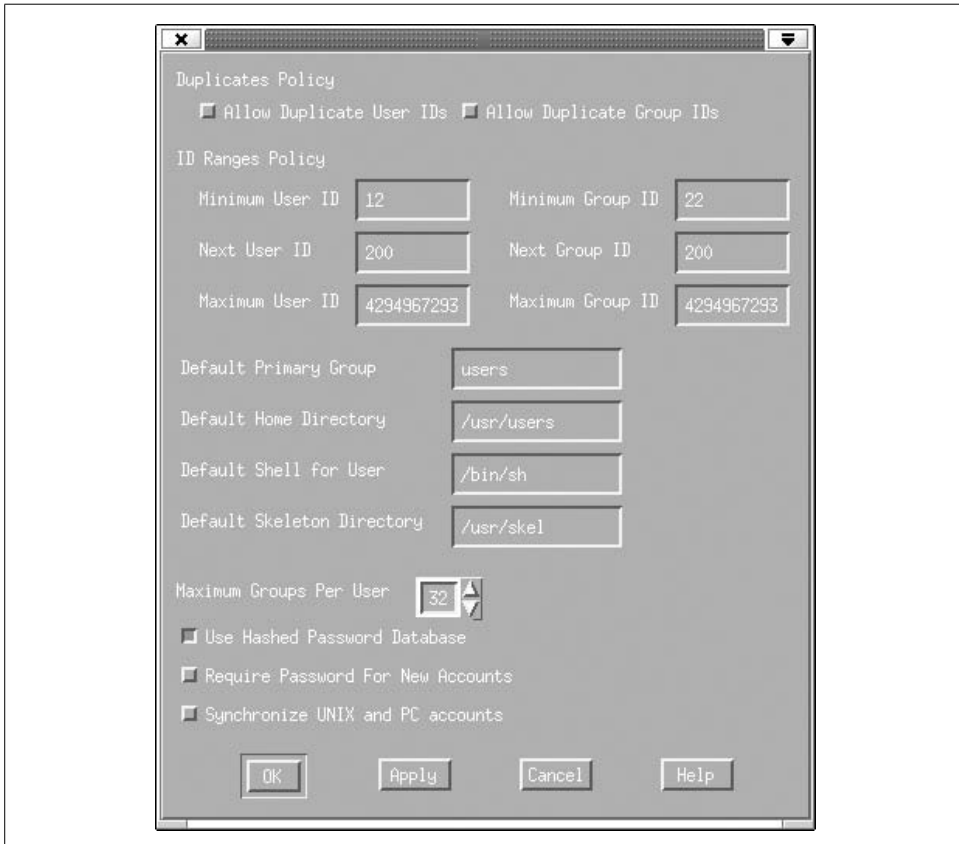 Duplicates Policy
Allow Duplicate User IDs Allow Duplicate Group IDs
ID Ranges Policy
Minimum User ID 12 Minimum Group ID 22
Next User ID 200 Next Group ID 200
Maximum User ID 4294967293 Maximum Group ID 4294967293
Default Primary Group users
Default Home Directory /usr/users
Default Shell for User /bin/sh
Default Skeleton Directory /usr/skel
Maximum Groups Per User 32
Use Hashed Password Database
Require Password For New Accounts
Synchronize UNIX and PC accounts
OK Apply Cancel Help